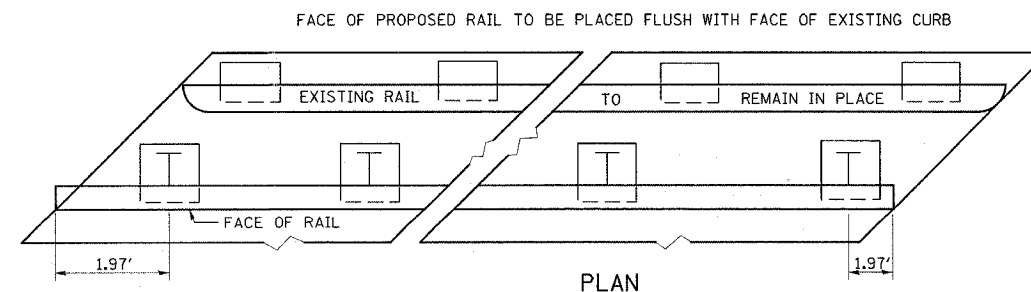 FACE OF PROPOSED RAIL TO BE PLACED FLUSH WITH FACE OF EXISTING CURB
EXISTING RAIL TO REMAIN IN PLACE
FACE OF RAIL
1.97' 1.97'
PLAN